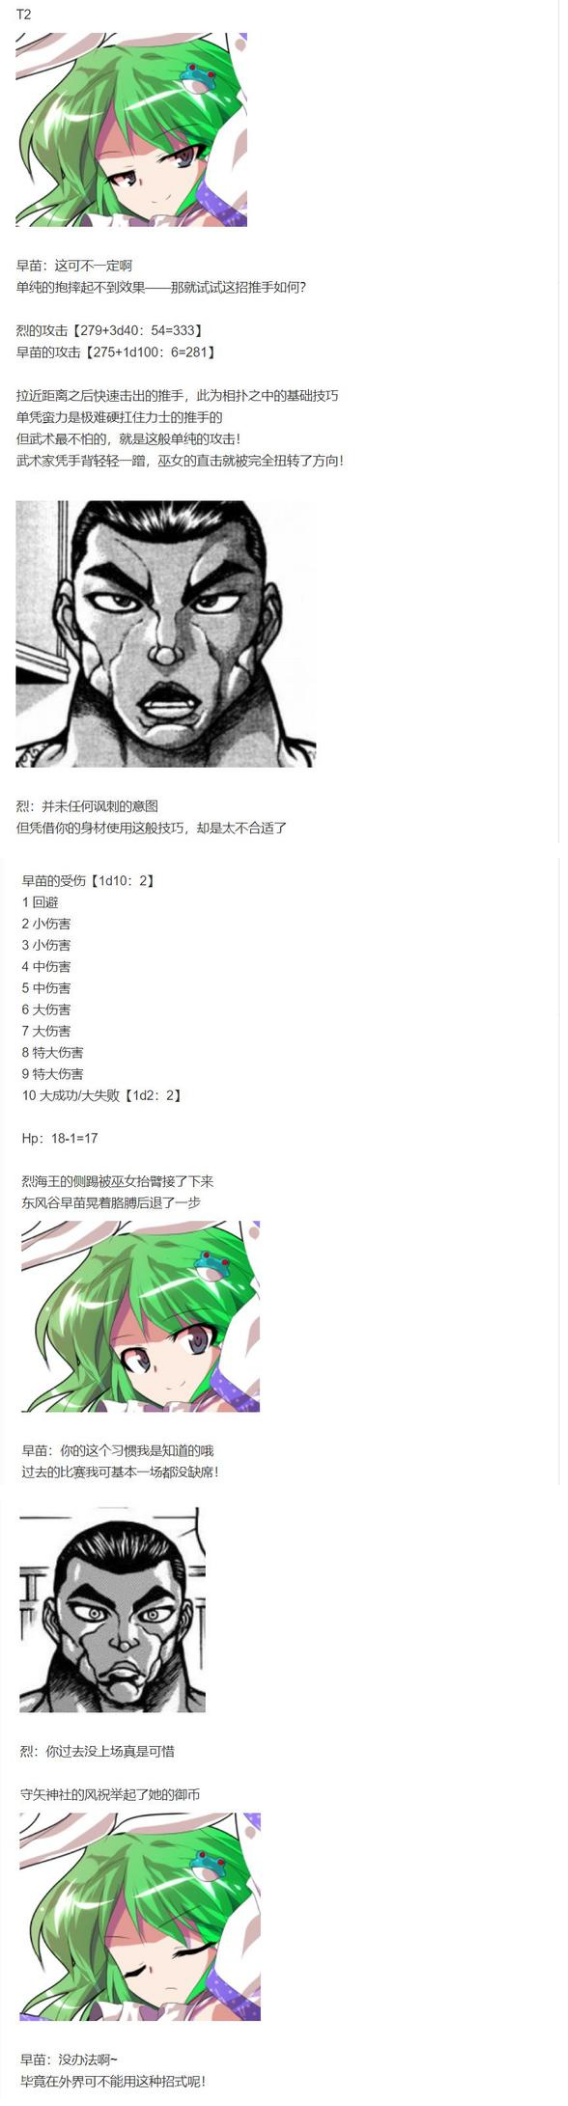 T2
早苗：这可不一定啊
单纯的抱摔起不到效果——那就试试这招推手如何？
烈的攻击【279+3d40：54=333】
早苗的攻击【275+1d100：6=281】
拉近距离之后快速击出的推手，此为相扑之中的基础技巧
单凭蛮力是极难硬扛住力士的推手的
但武术最不怕的，就是这般单纯的攻击！
武术家凭手背轻轻一蹭，巫女的直击就被完全扭转了方向！
烈：并未任何讽刺的意图
但凭借你的身材使用这般技巧，却是太不合适了
早苗的受伤【1d10：2】
1 回避
2 小伤害
3 小伤害
4 中伤害
5 中伤害
6 大伤害
7 大伤害
8 特大伤害
9 特大伤害
10 大成功/大失败【1d2：2】
Hp：18-1=17
烈海王的侧踢被巫女抬臂接了下来
东风谷早苗晃着胳膊后退了一步
早苗：你的这个习惯我是知道的哦
过去的比赛我可基本一场都没缺席！
烈：你过去没上场真是可惜
守矢神社的风祝举起了她的御币
早苗：没办法啊~
毕竟在外界可不能用这种招式呢！